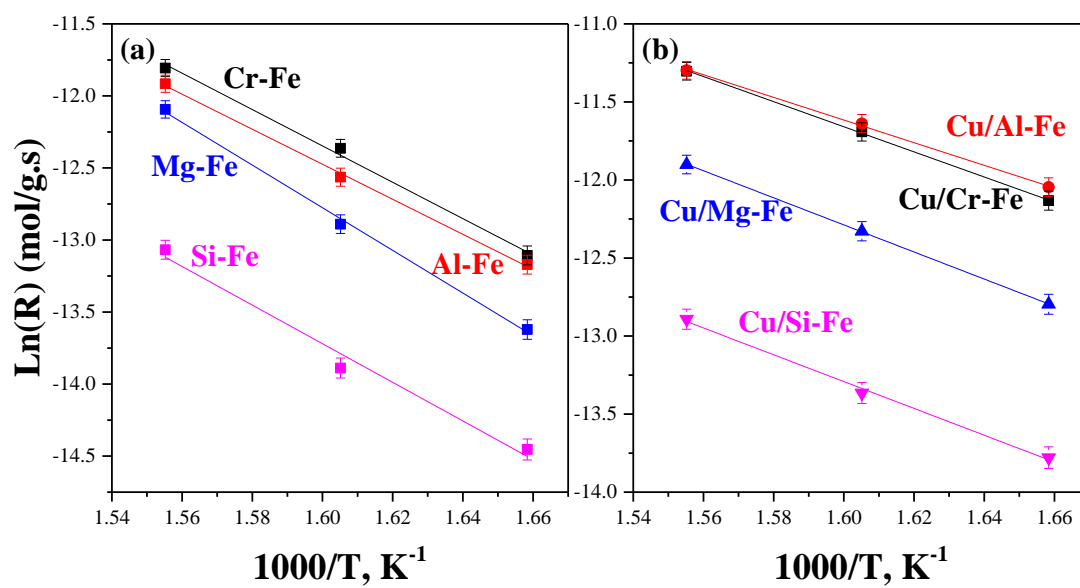 Ln(R) (mol/g.s)
(a)
Cr-Fe
Mg-Fe
Si-Fe
Al-Fe
-11.5
-12.0
-12.5
-13.0
-13.5
-14.0
-14.5
1.54 1.56 1.58 1.60 1.62 1.64 1.66
1000/T, K-1
(b)
Cu/Al-Fe
Cu/Cr-Fe
Cu/Mg-Fe
Cu/Si-Fe
-11.0
-11.5
-12.0
-12.5
-13.0
-13.5
-14.0
1.54 1.56 1.58 1.60 1.62 1.64 1.66
1000/T, K-1